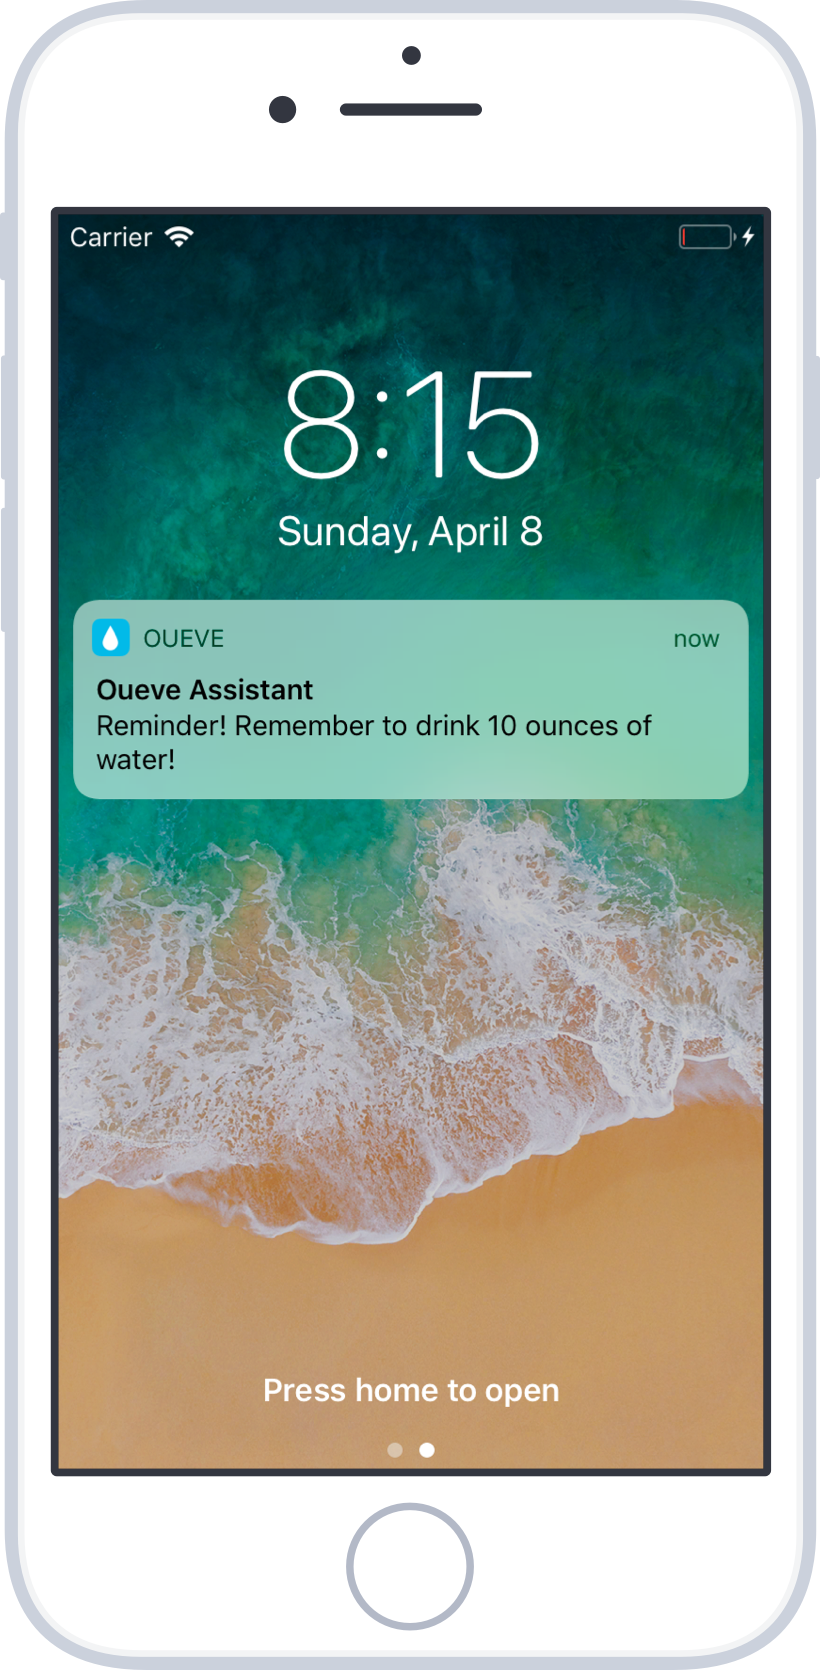 Carrier
8:15
Sunday, April 8
OUEVE now
Oueve Assistant
Reminder! Remember to drink 10 ounces of
water!
Press home to open